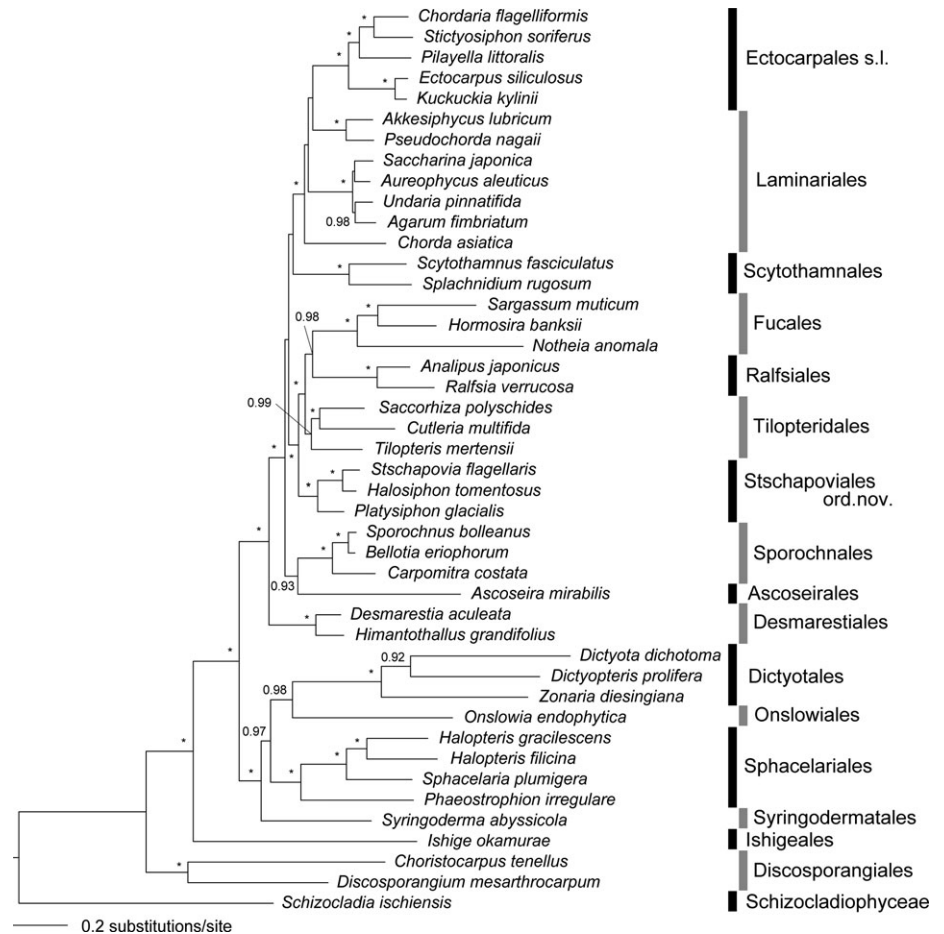 Chordaria flagelliformis
Stictyosiphon soriferus
Pilayella littoralis
Ectocarpus siliculosus
Kuckuckia kylinii
Ectocarpales s.l.
Akkesiphycus lubricum
Pseudochorda nagaii
Saccharina japonica
Aureophycus aleuticus
Undaria pinnatifida
Agarum fimbriatum
Chorda asiatica
Laminariales
Scytothamnus fasciculatus
Splachnidium rugosum
Scytothamnales
Sargassum muticum
Hormosira banksii
Notheia anomala
Fucales
Analipus japonicus
Ralfsia verrucosa
Ralfsiales
Saccorhiza polyschides
Cutleria multifida
Tilopteris mertensii
Tilopteridales
Stschapovia flagellaris
Halosiphon tomentosus
Platysiphon glacialis
Stschapoviales
ord.nov.
Sporochnus bolleanus
Bellotia eriophorum
Carpomitra costata
Sporochnales
Ascoseira mirabilis
Ascoseirales
Desmarestia aculeata
Himantothallus grandifolius
Desmarestiales
Dictyota dichotoma
Dictyopteris prolifera
Zonaria diesingiana
Dictyotales
Onslowia endophytica
Onslowiales
Halopteris gracilescens
Halopteris filicina
Sphacelaria plumigera
Phaeostrophion irregulare
Sphacelariales
Syringoderma abyssicola
Syringodermatales
Ishige okamurae
Ishigeales
Choristocarpus tenellus
Discosporangium mesarthrocarpum
Discosporangiales
Schizocladia ischiensis
Schizocladiophyceae
0.98
0.98
0.99
0.93
0.92
0.98
0.97
0.2 substitutions/site